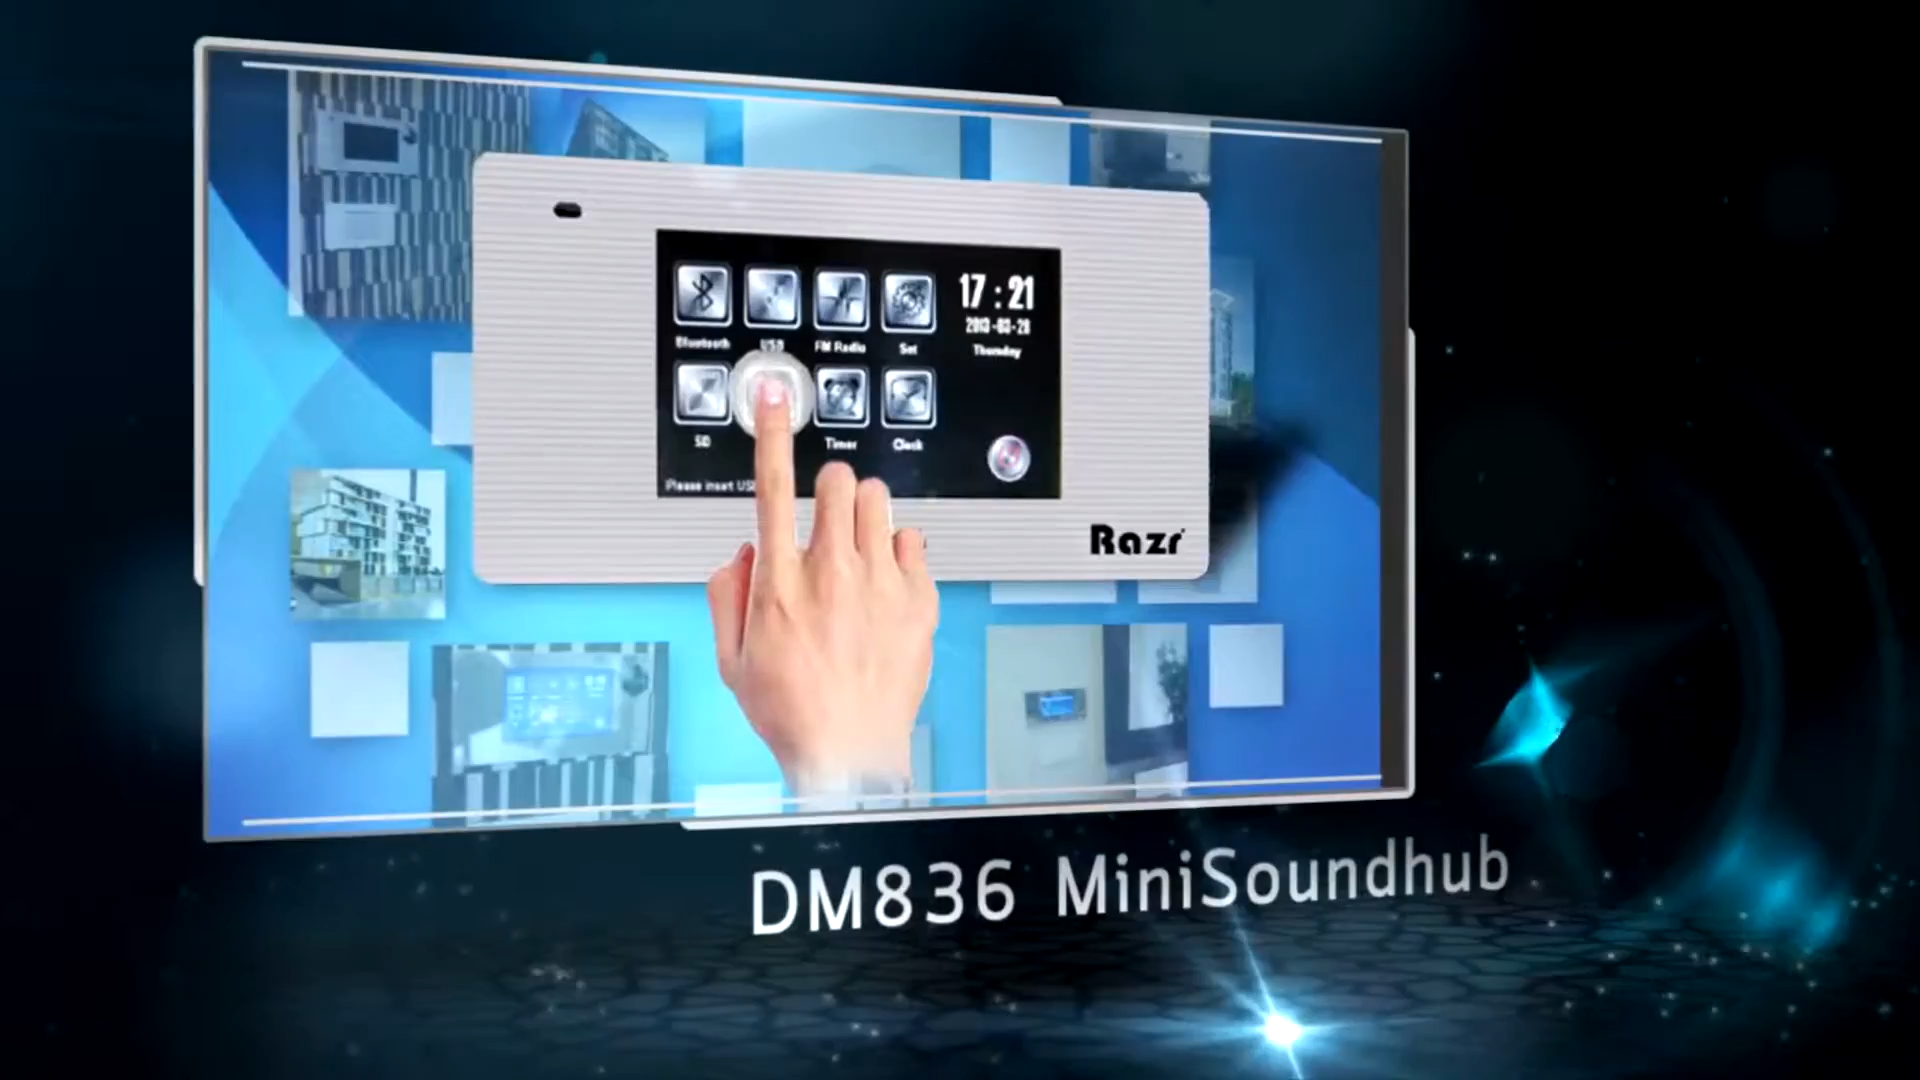 17 : 21
2013-03-28
Bluetooth
USB
FM Radio
Set
Thursday
SD
Timer
Clock
Please insert US
Razr
DM836 MiniSoundhub